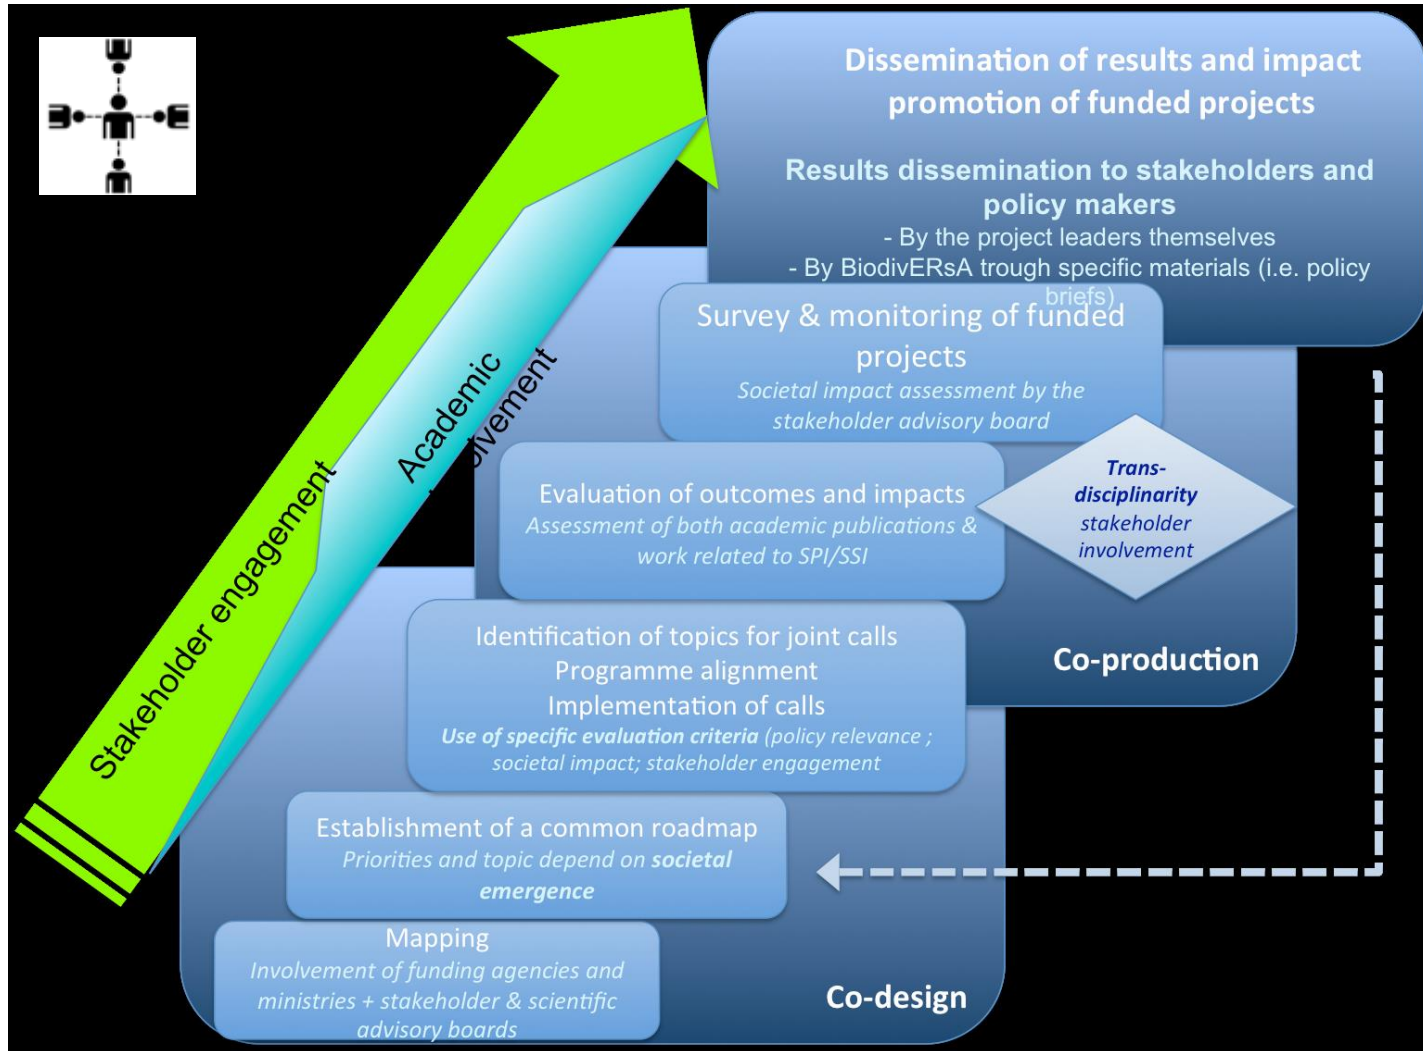 Dissemination of results and impact
promotion of funded projects
Results dissemination to stakeholders and
policy makers
- By the project leaders themselves
- By BiodivERsA trough specific materials (i.e. policy
briefs)
Survey & monitoring of funded
projects
Societal impact assessment by the
stakeholder advisory board
Evaluation of outcomes and impacts
Assessment of both academic publications &
work related to SPI/SSI
Trans-
disciplinarity
stakeholder
involvement
Co-production
Identification of topics for joint calls
Programme alignment
Implementation of calls
Use of specific evaluation criteria (policy relevance ;
societal impact; stakeholder engagement
Establishment of a common roadmap
Priorities and topic depend on societal
emergence
Mapping
Involvement of funding agencies and
ministries + stakeholder & scientific
advisory boards
Co-design
Stakeholder engagement
Academic